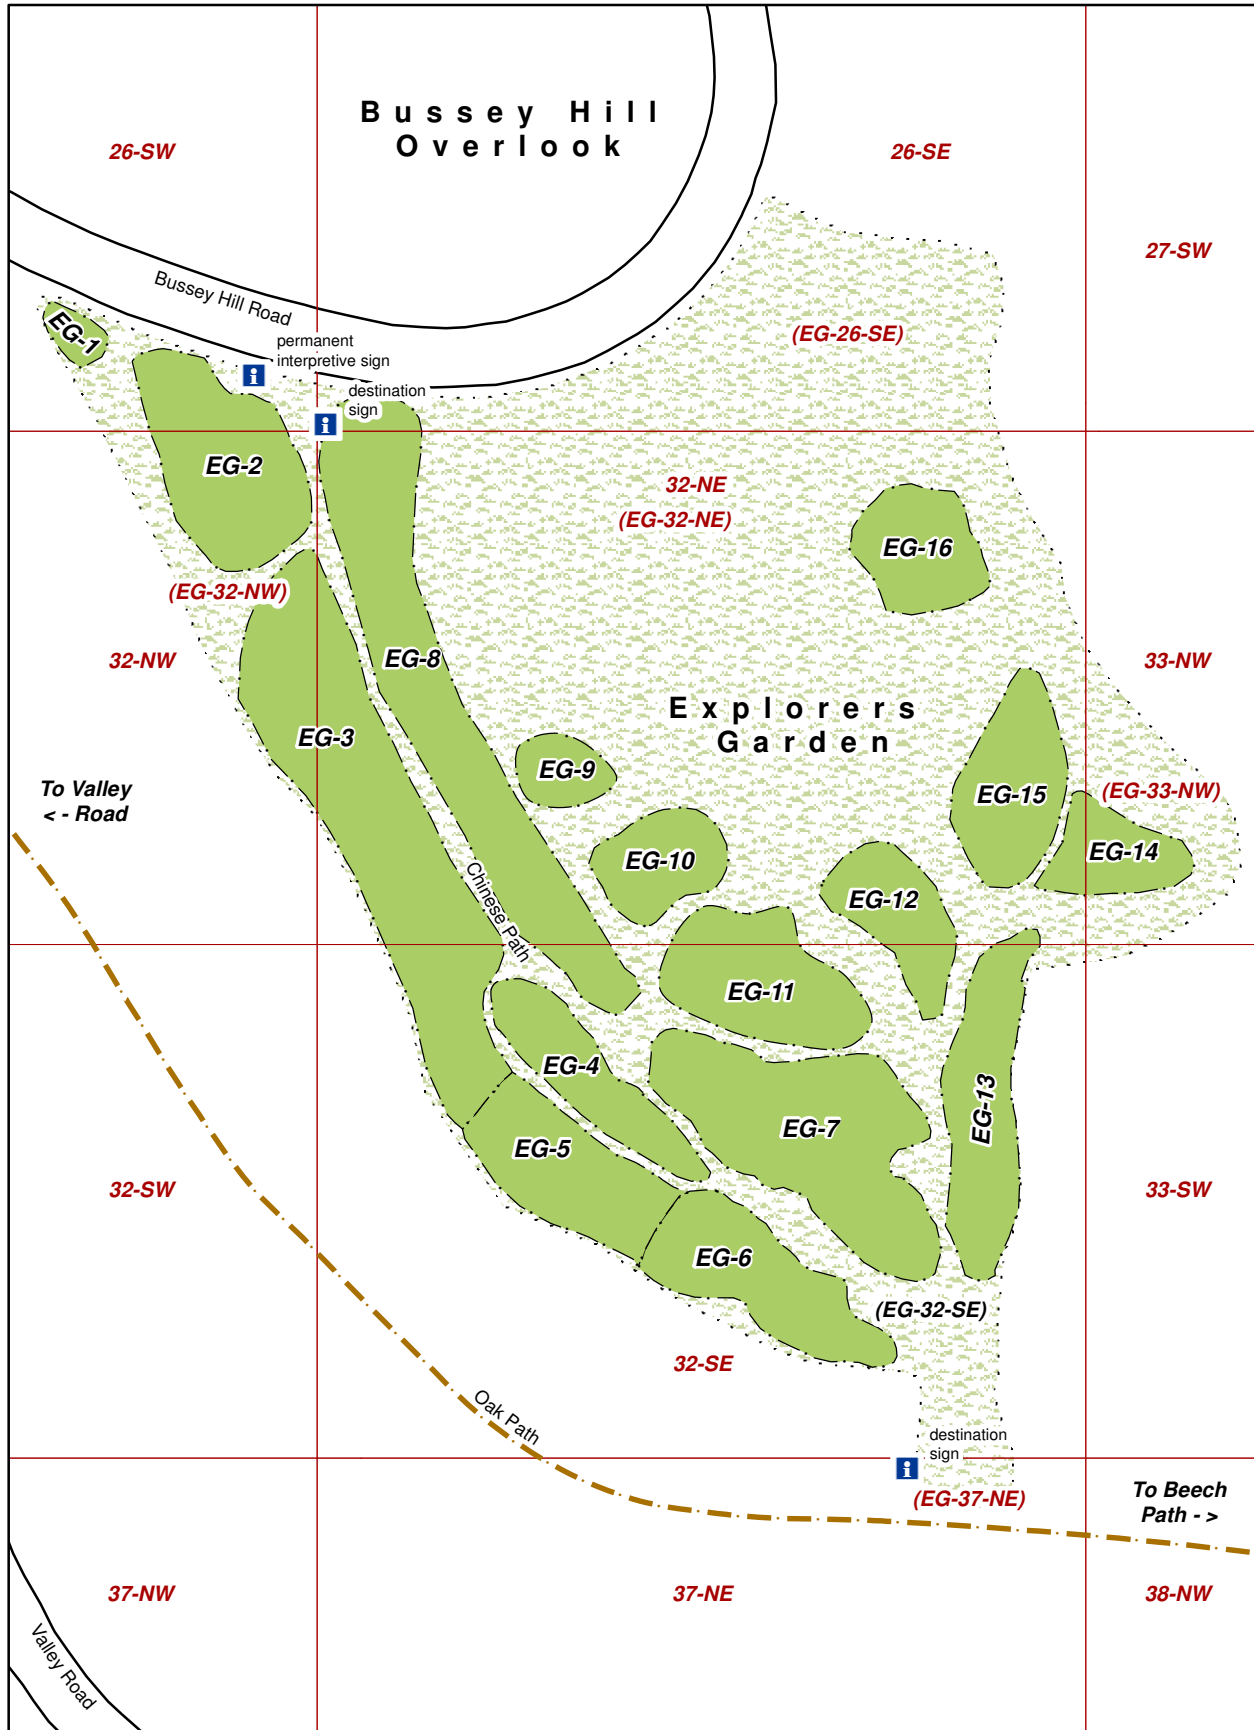 Bussey Hill
Overlook
26-SW
26-SE
27-SW
Bussey Hill Road
EG-1
permanent
interpretive sign
i
(EG-26-SE)
destination
sign
i
EG-2
32-NE
(EG-32-NE)
EG-16
(EG-32-NW)
32-NW
EG-8
33-NW
Explorers
Garden
EG-3
EG-9
To Valley
< - Road
EG-15
(EG-33-NW)
EG-10
EG-14
EG-12
Chinese Path
EG-11
EG-4
EG-13
EG-7
EG-5
32-SW
33-SW
EG-6
(EG-32-SE)
32-SE
Oak Path
destination
sign
i
(EG-37-NE)
To Beech
Path - >
37-NW
37-NE
38-NW
Valley Road